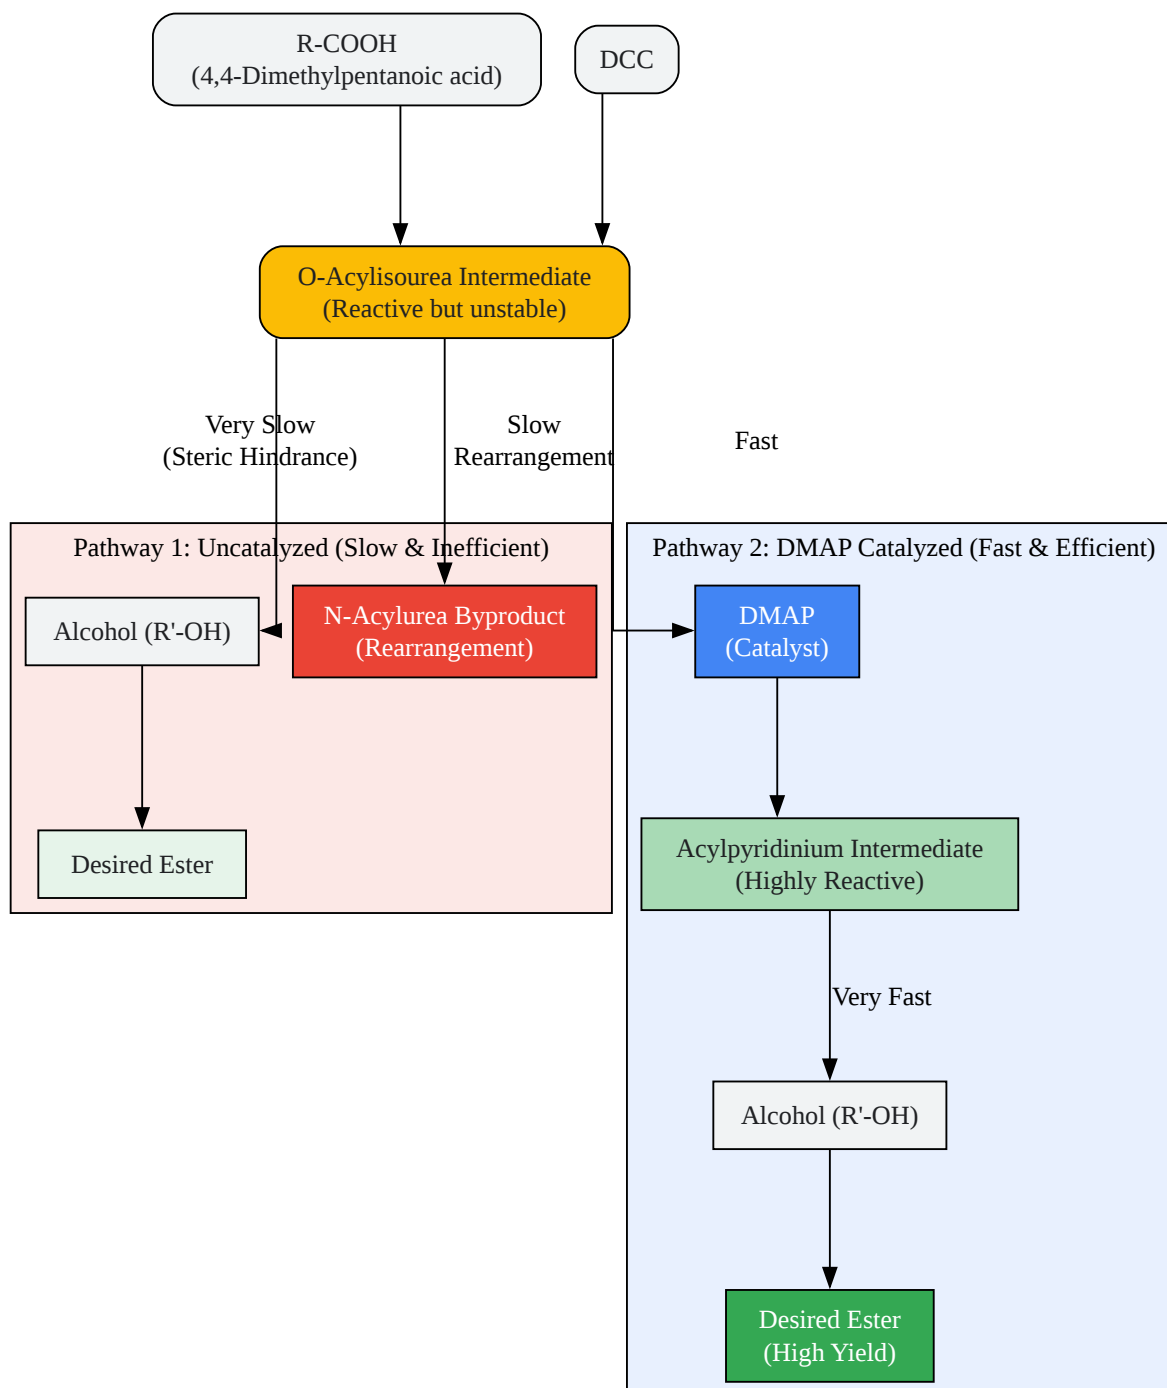 R-COOH
(4,4-Dimethylpentanoic acid)
DCC
O-Acylisourea Intermediate
(Reactive but unstable)
Very Slow
(Steric Hindrance)
Slow
Rearrangement
Fast
Pathway 1: Uncatalyzed (Slow & Inefficient)
Pathway 2: DMAP Catalyzed (Fast & Efficient)
Alcohol (R'-OH)
N-Acylurea Byproduct
(Rearrangement)
DMAP
(Catalyst)
Desired Ester
Acylpyridinium Intermediate
(Highly Reactive)
Very Fast
Alcohol (R'-OH)
Desired Ester
(High Yield)